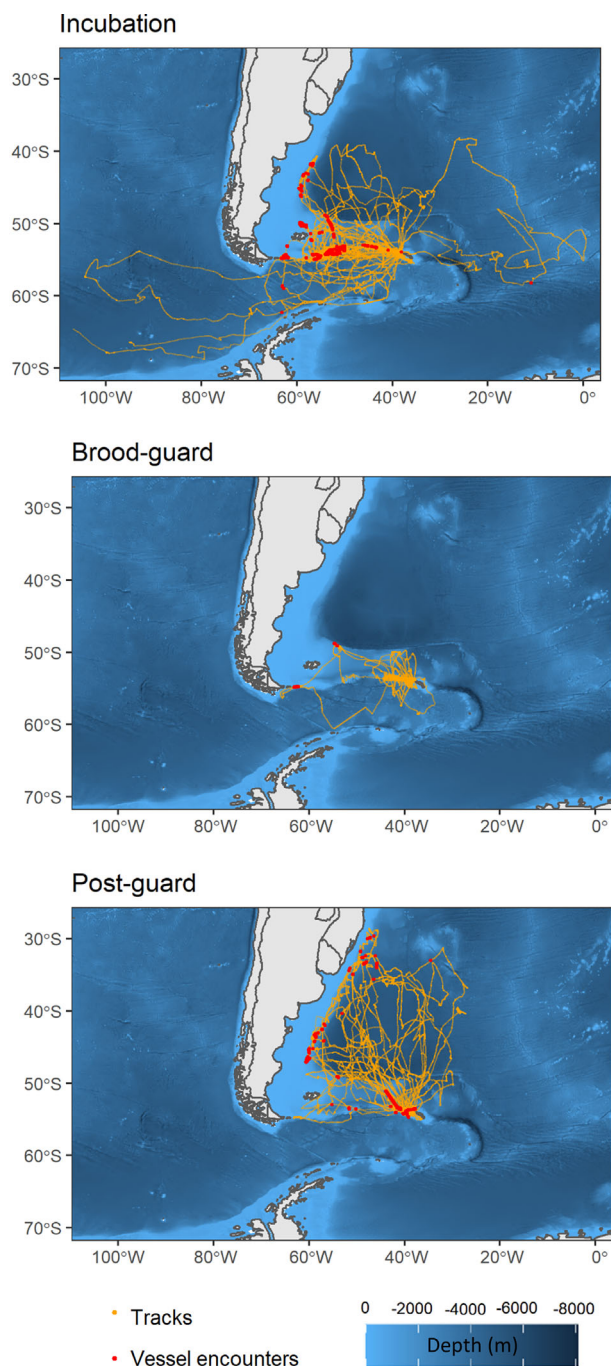 Incubation
30°S
40°S
50°S
60°S
70°S
100°W 80°W 60°W 40°W 20°W 0°
Brood-guard
30°S
40°S
50°S
60°S
70°S
100°W 80°W 60°W 40°W 20°W 0°
Post-guard
30°S
40°S
50°S
60°S
70°S
100°W 80°W 60°W 40°W 20°W 0°
Tracks
Vessel encounters
0 -2000 -4000 -6000 -8000
Depth (m)